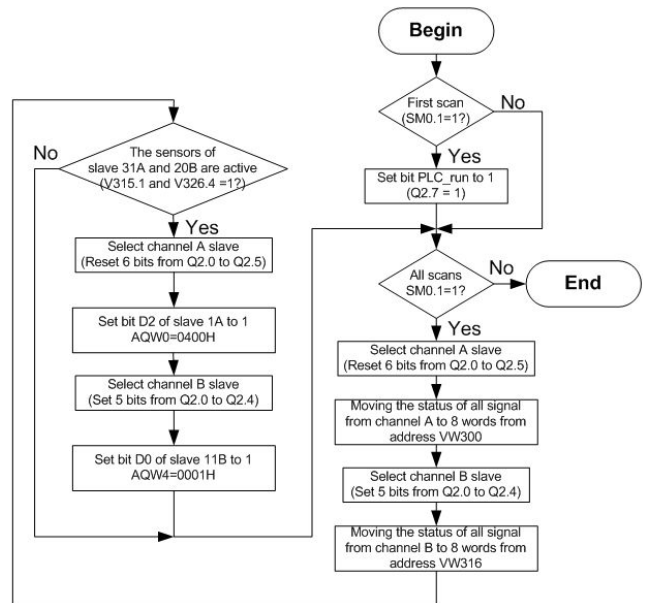 Begin
First scan
(SM0.1=1?)
No
Yes
Set bit PLC_run to 1
(Q2.7 = 1)
All scans
SM0.1=1?
No
End
Yes
Select channel A slave
(Reset 6 bits from Q2.0 to Q2.5)
Moving the status of all signal
from channel A to 8 words from
address VW300
Select channel B slave
(Set 5 bits from Q2.0 to Q2.4)
Moving the status of all signal
from channel B to 8 words from
address VW316
No
The sensors of
slave 31A and 20B are active
(V315.1 and V326.4 =1?)
Yes
Select channel A slave
(Reset 6 bits from Q2.0 to Q2.5)
Set bit D2 of slave 1A to 1
AQW0=0400H
Select channel B slave
(Set 5 bits from Q2.0 to Q2.4)
Set bit D0 of slave 11B to 1
AQW4=0001H